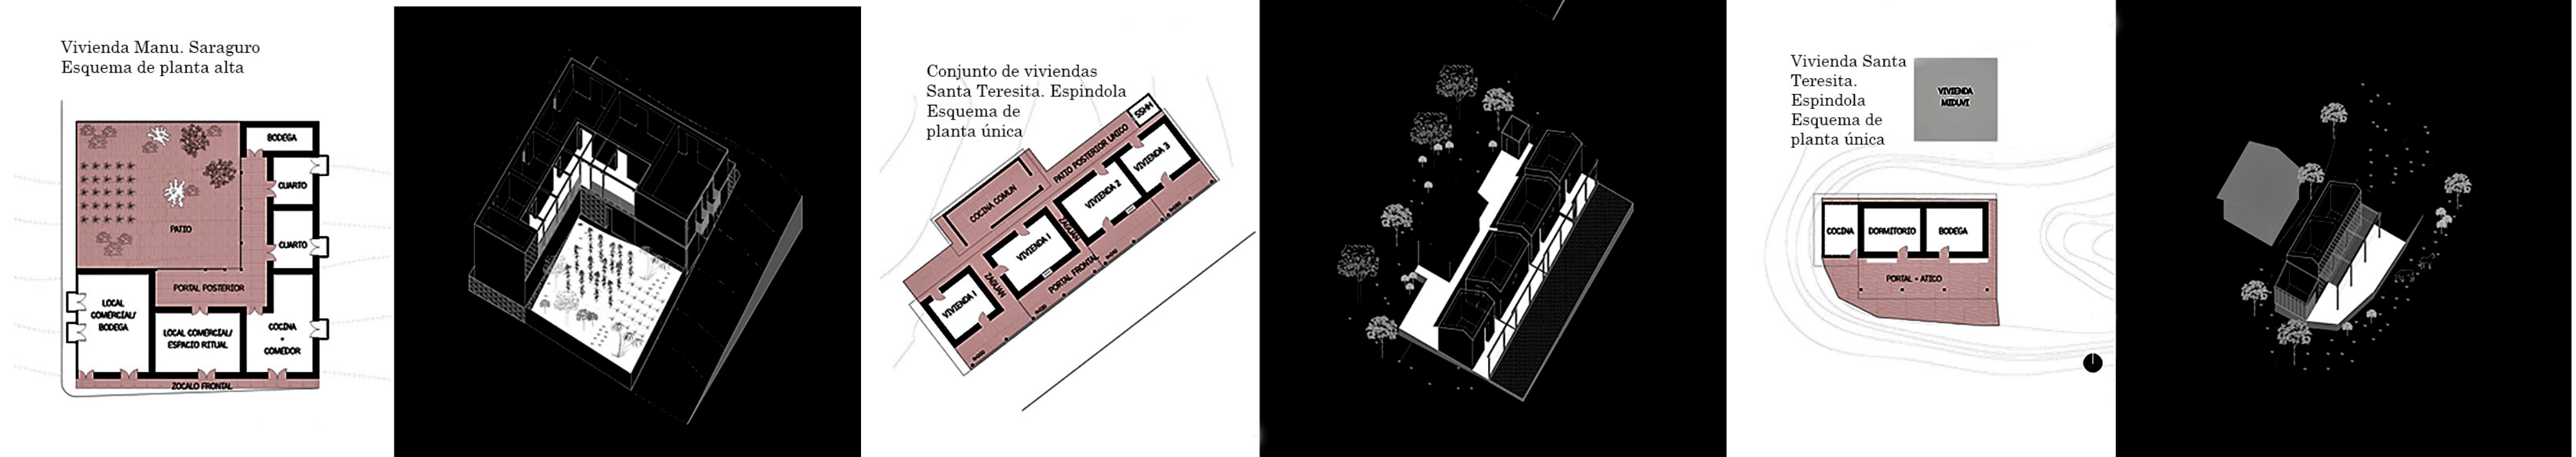 Vivienda Manu. Saraguro
Esquema de planta alta
BODEGA
CUARTO
CUARTO
PATIO
PORTAL POSTERIOR
LOCAL
COMERCIAL/
BODEGA
LOCAL COMERCIAL/
ESPACIO RITUAL
COCINA
+
COMEDOR
ZOCALO FRONTAL
Conjunto de viviendas
Santa Teresita. Espindola
Esquema de
planta única
SSHH
PATIO POSTERIOR UNICO
COCINA COMUN
VIVIENDA 3
VIVIENDA 2
ZAGUAN
VIVIENDA 1
ZAGUAN
VIVIENDA 1
PORTAL FRONTAL
Vivienda Santa
Teresita.
Espindola
Esquema de
planta única
VIVIENDA
MIDUVI
COCINA
DORMITORIO
BODEGA
PORTAL + ATICO